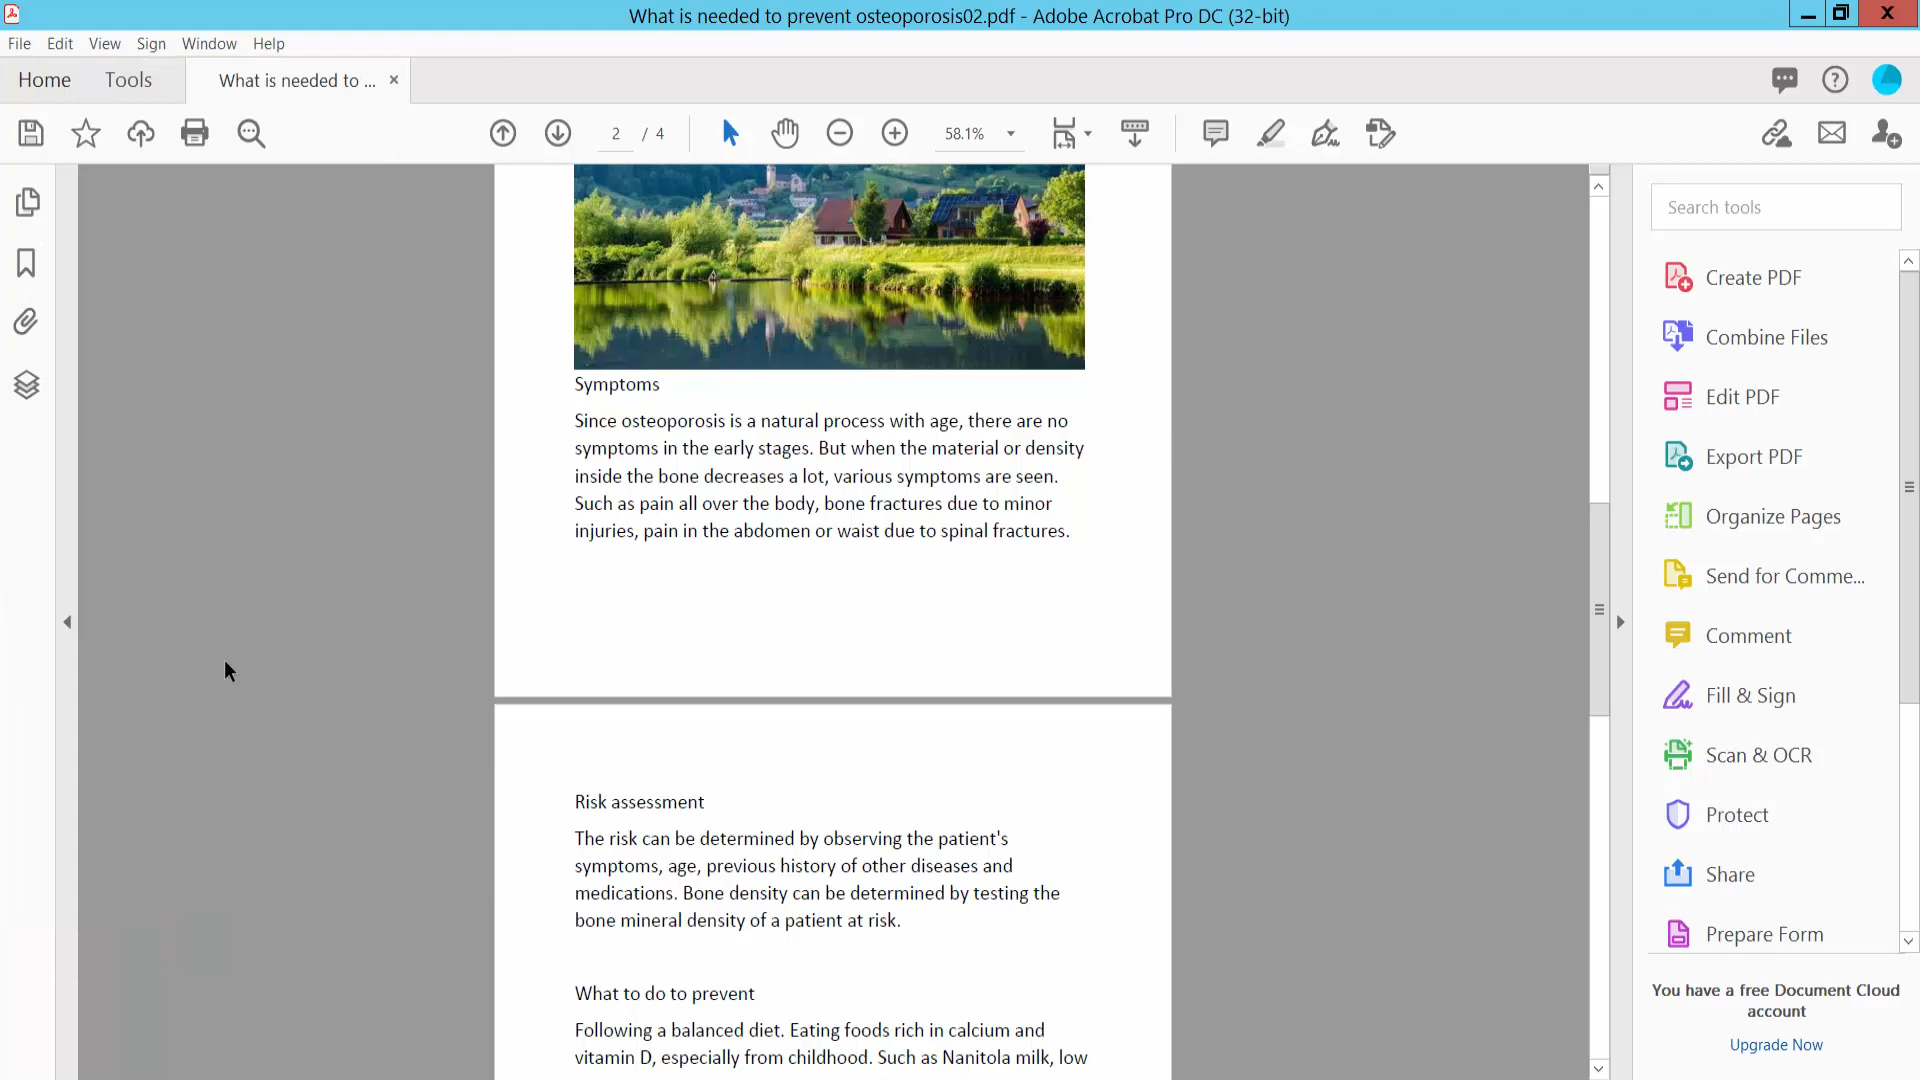 What is needed to prevent osteoporosis02.pdf - Adobe Acrobat Pro DC (32-bit)
File Edit View Sign Window Help
Home Tools What is needed to ... ×
2 / 4 58.1%
Search tools
Create PDF
Combine Files
Edit PDF
Export PDF
Organize Pages
Send for Comme...
Comment
Fill & Sign
Scan & OCR
Protect
Share
Prepare Form
You have a free Document Cloud
account
Upgrade Now
Symptoms
Since osteoporosis is a natural process with age, there are no
symptoms in the early stages. But when the material or density
inside the bone decreases a lot, various symptoms are seen.
Such as pain all over the body, bone fractures due to minor
injuries, pain in the abdomen or waist due to spinal fractures.
Risk assessment
The risk can be determined by observing the patient's
symptoms, age, previous history of other diseases and
medications. Bone density can be determined by testing the
bone mineral density of a patient at risk.
What to do to prevent
Following a balanced diet. Eating foods rich in calcium and
vitamin D, especially from childhood. Such as Nanitola milk, low